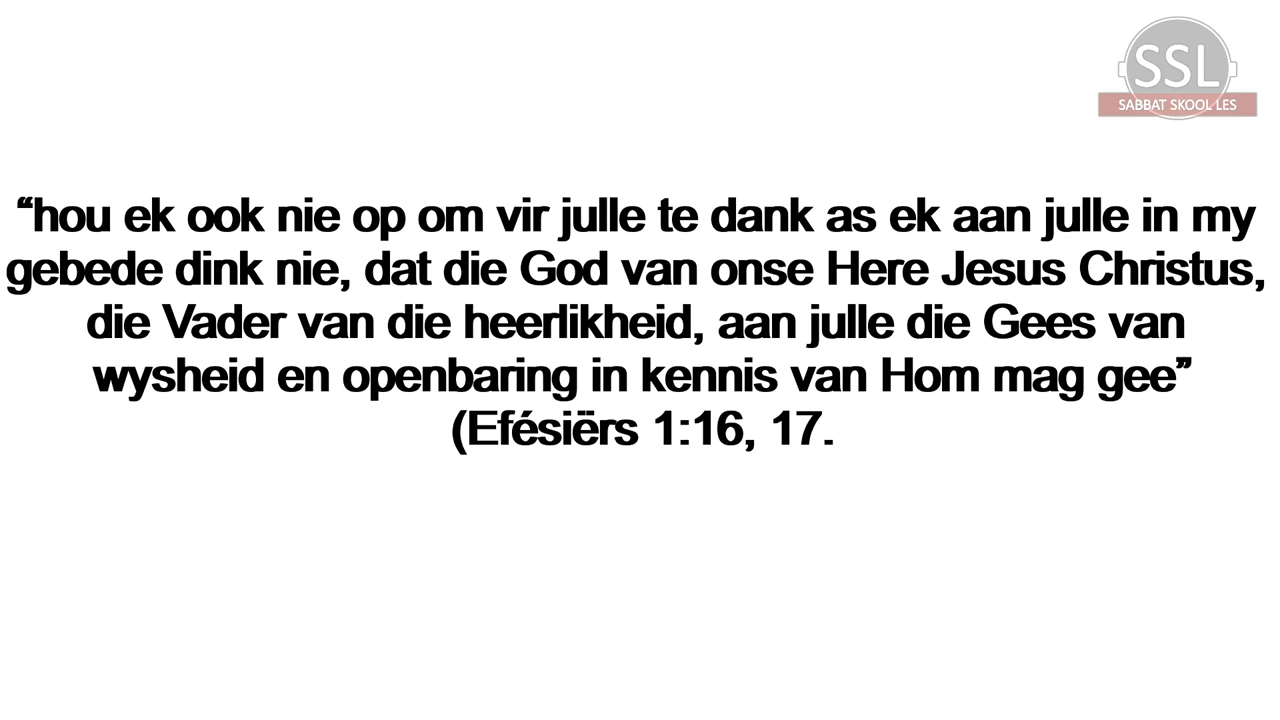 SSL
SABBAT SKOOL LES
“hou ek ook nie op om vir julle te dank as ek aan julle in my
gebede dink nie, dat die God van onse Here Jesus Christus,
die Vader van die heerlikheid, aan julle die Gees van
wysheid en openbaring in kennis van Hom mag gee”
(Efésiërs 1:16, 17.